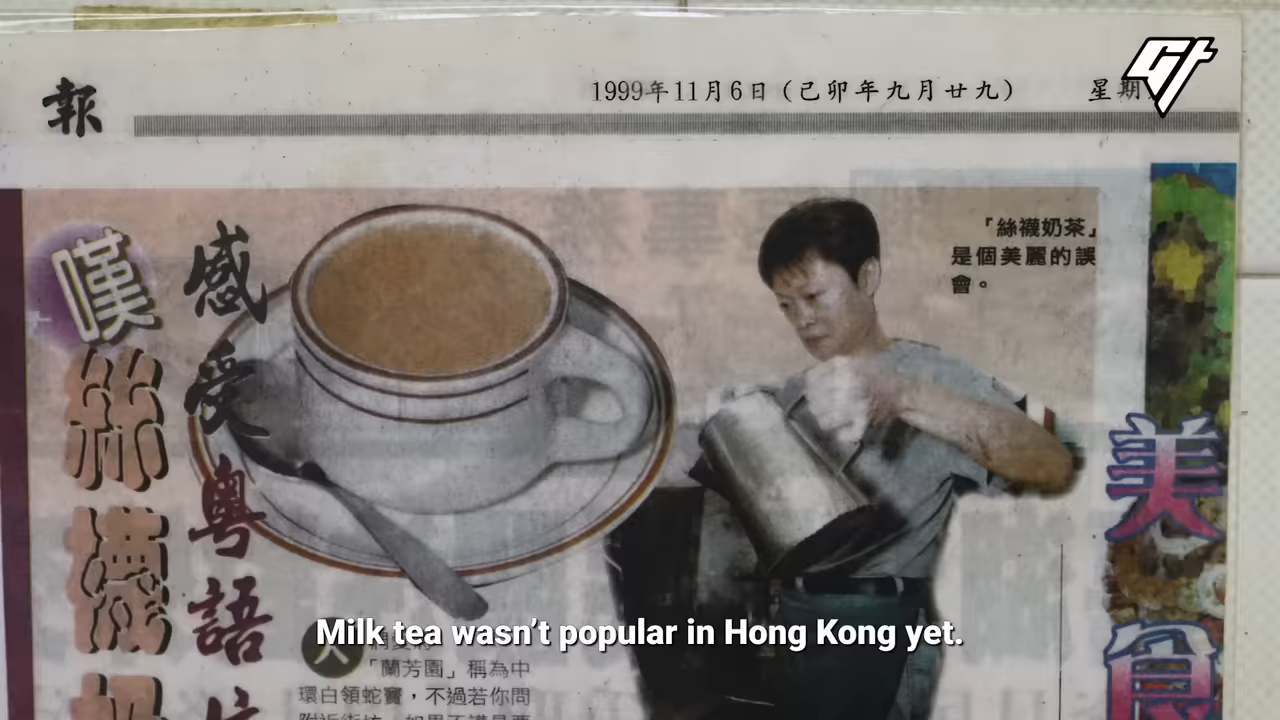 報
1999年11月6日(己卯年九月廿九)
星期
「絲襪奶茶」
是個美麗的誤
會。
感受粵語
嘆絲襪奶
美食
人
「蘭芳園」稱為中
環白領蛇竇，不過若你問
Milk tea wasn't popular in Hong Kong yet.